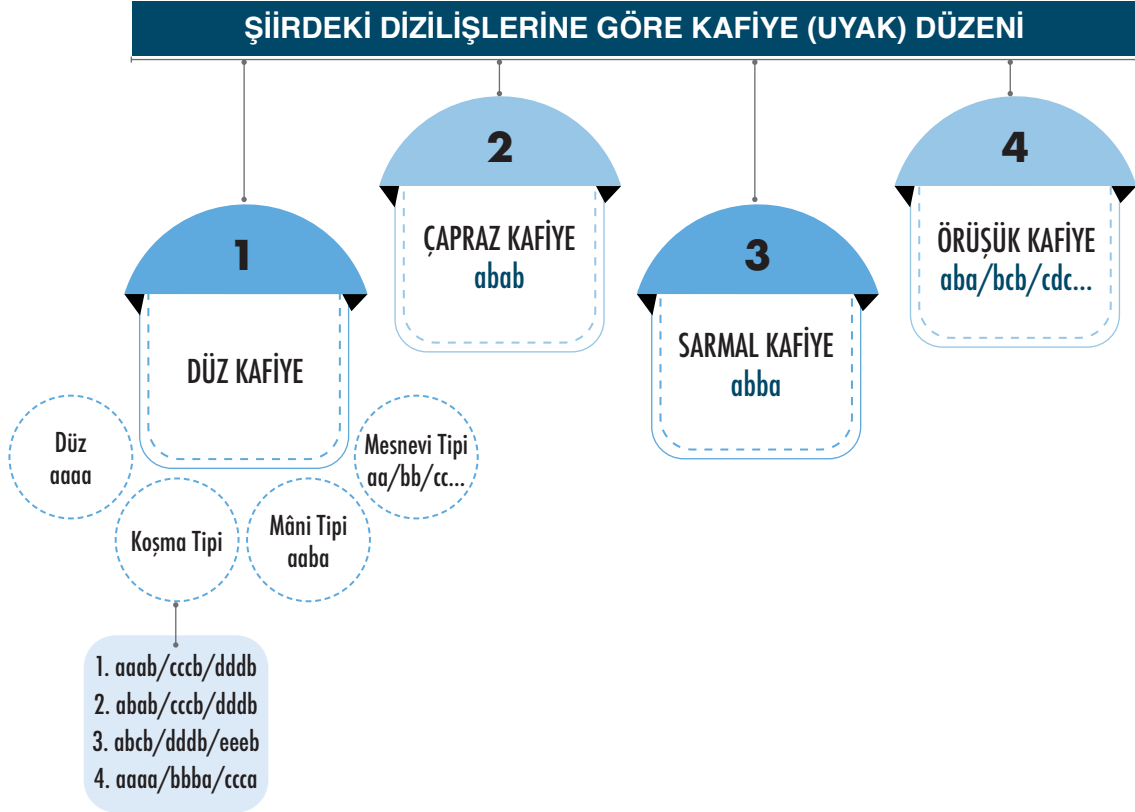 ŞİİRDEKİ DİZİLİŞLERİNE GÖRE KAFİYE (UYAK) DÜZENİ
1
DÜZ KAFİYE
Düz
aaaa
Koşma Tipi
1. aaab/cccb/dddb
2. abab/cccb/dddb
3. abcb/dddb/eeeb
4. aaaa/bbba/ccca
Mâni Tipi
aaba
Mesnevi Tipi
aa/bb/cc...
2
ÇAPRAZ KAFİYE
abab
3
SARMAL KAFİYE
abba
4
ÖRÜŞÜK KAFİYE
aba/bcb/cdc...